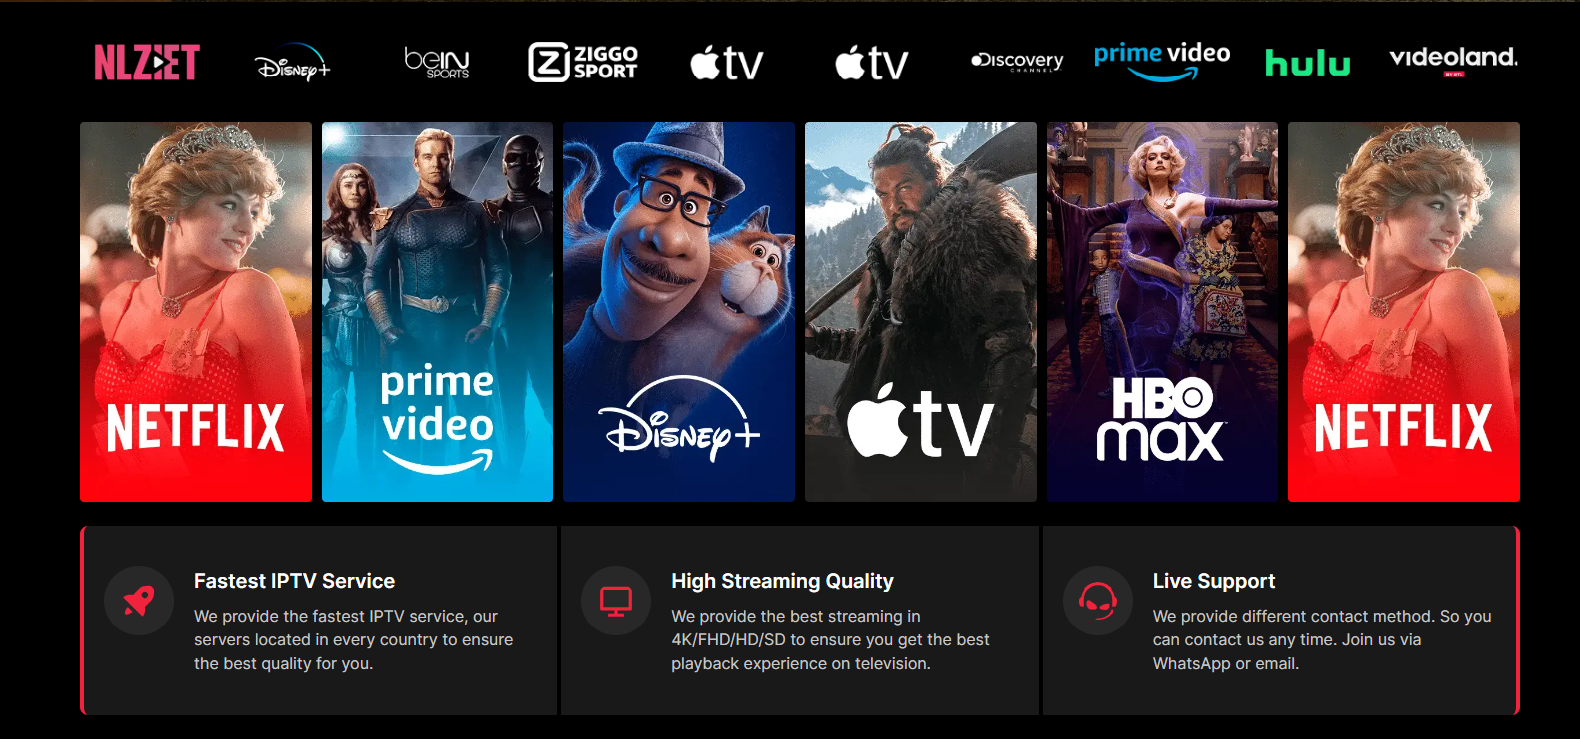 NLZIET
Disney+
beIN
SPORTS
Z ZIGGO
SPORT
tv
tv
Discovery
CHANNEL
prime video
hulu
videoland.
BY RTL
NETFLIX
prime
video
Disney+
tv
HBO
max
NETFLIX
Fastest IPTV Service
We provide the fastest IPTV service, our
servers located in every country to ensure
the best quality for you.
High Streaming Quality
We provide the best streaming in
4K/FHD/HD/SD to ensure you get the best
playback experience on television.
Live Support
We provide different contact method. So you
can contact us any time. Join us via
WhatsApp or email.